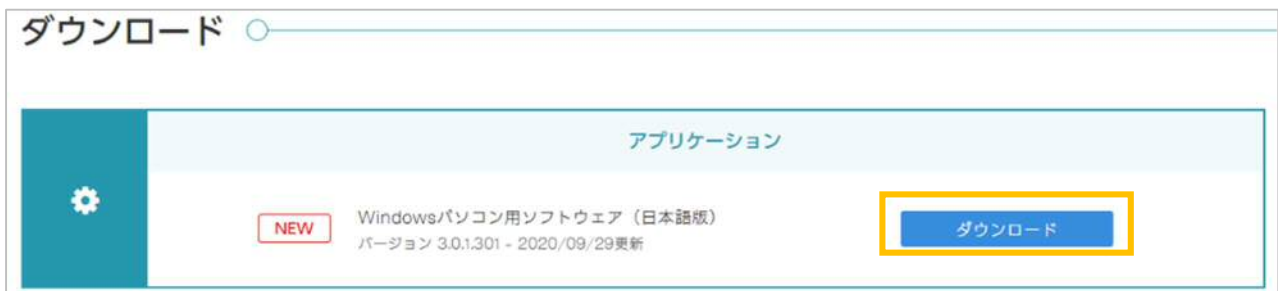 ダウンロード
アプリケーション
NEW
Windowsパソコン用ソフトウェア（日本語版）
バージョン 3.0.1.301 - 2020/09/29更新
ダウンロード